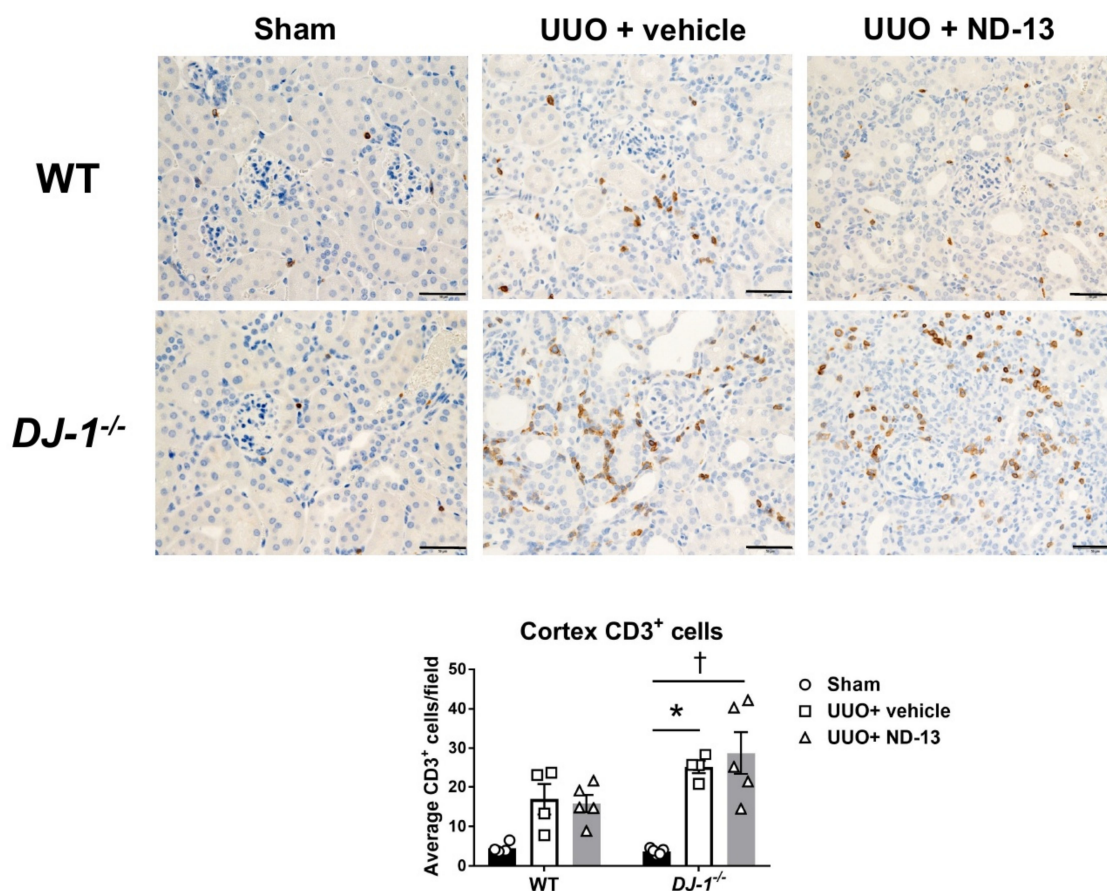 Sham
UUO + vehicle
UUO + ND-13
WT
DJ-1-/-
Cortex CD3+ cells
Average CD3+ cells/field
50
40
30
20
10
0
†
*
WT
DJ-1-/-
Sham
UUO+ vehicle
UUO+ ND-13